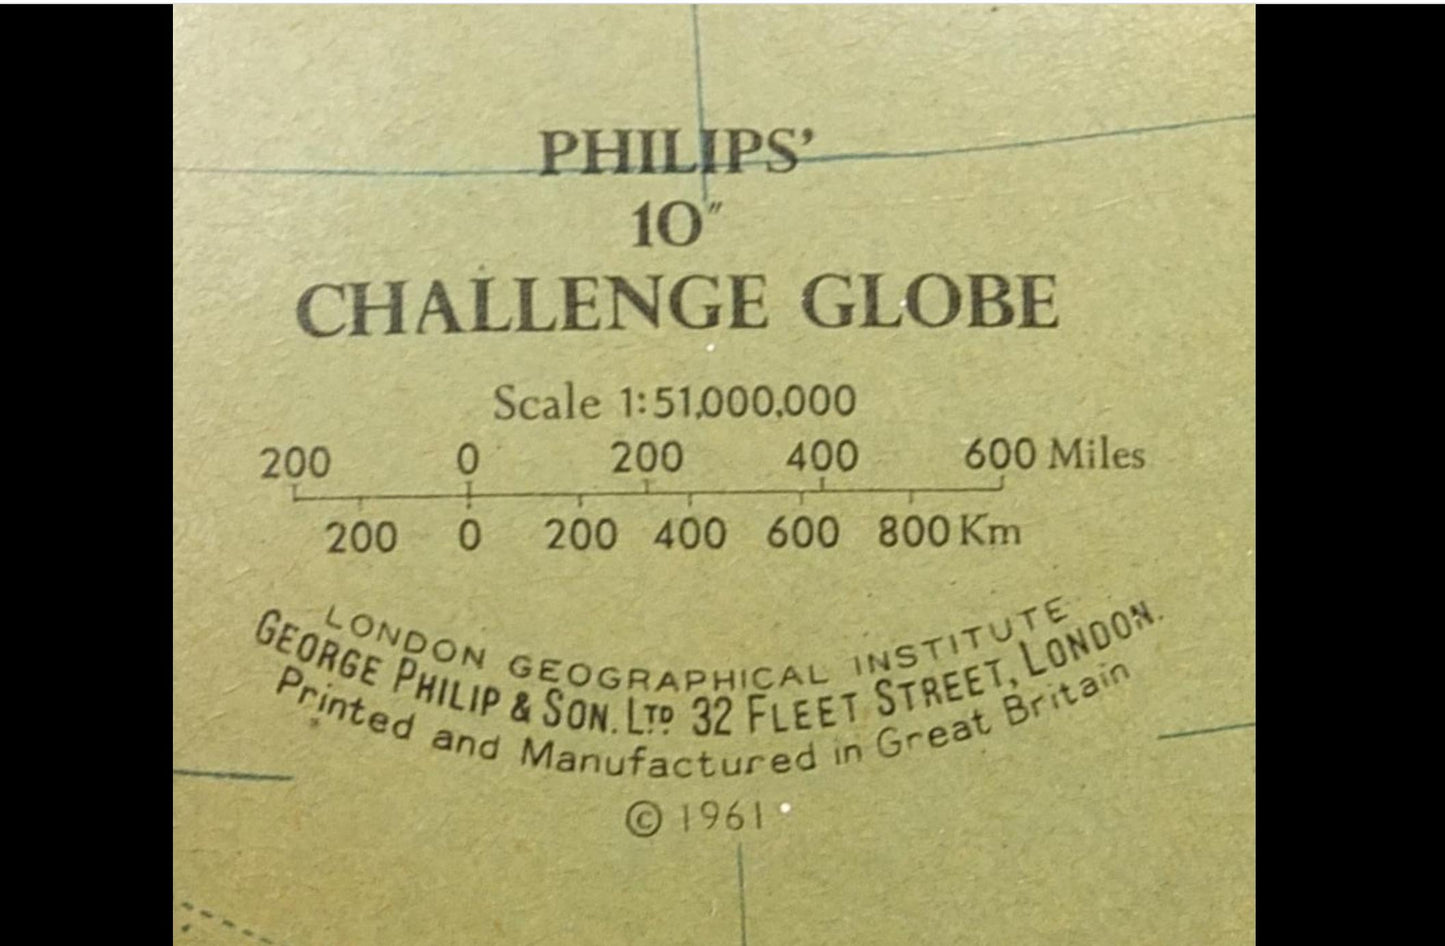 PHILIPS'
10"
CHALLENGE GLOBE
Scale 1:51,000,000
200 0 200 400 600 Miles
200 0 200 400 600 800 Km
LONDON GEOGRAPHICAL INSTITUTE
GEORGE PHILIP & SON. LTD 32 FLEET STREET, LONDON.
Printed and Manufactured in Great Britain
© 1961